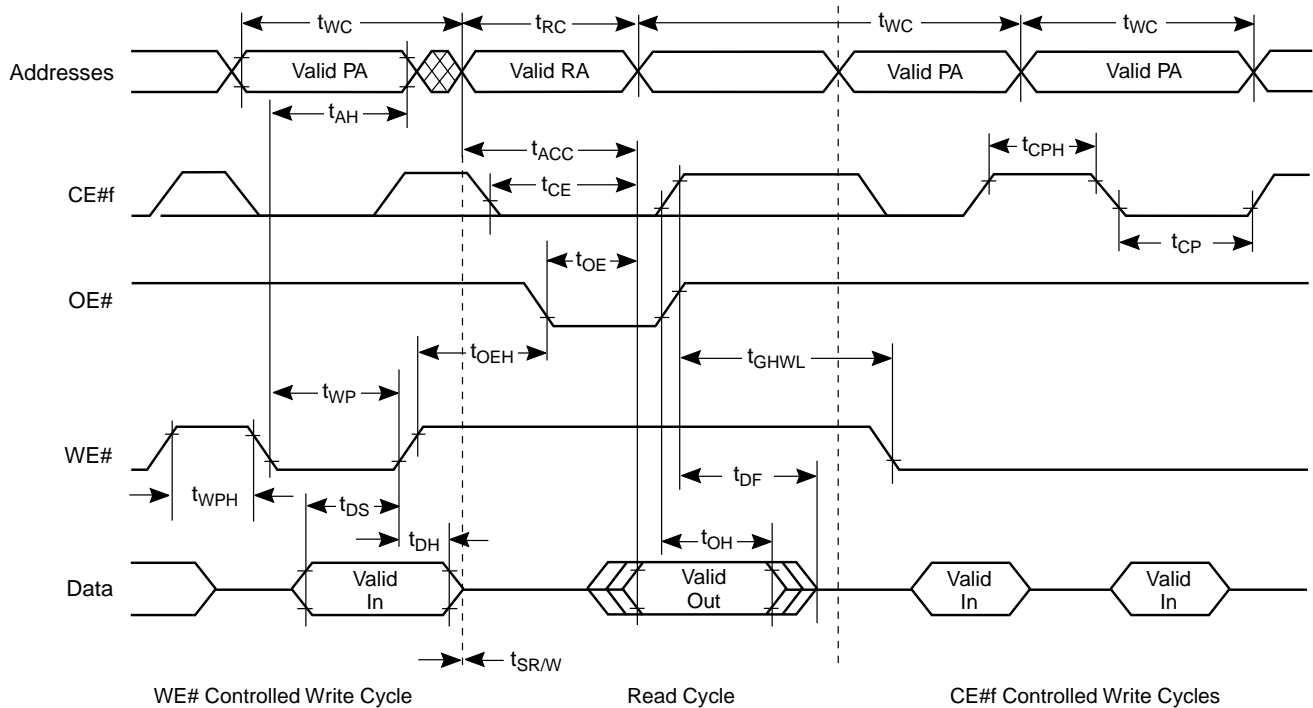 tWC tRC tWC tWC
Addresses Valid PA Valid RA Valid PA Valid PA
tAH
tACC tCPH
CE#f tCE
tOE tCP
OE#
tOEH tGHWL
tWP
WE#
tWPH tDS tDF
tDH tOH
Data Valid In Valid Out Valid In Valid In
tSR/W
WE# Controlled Write Cycle Read Cycle CE#f Controlled Write Cycles